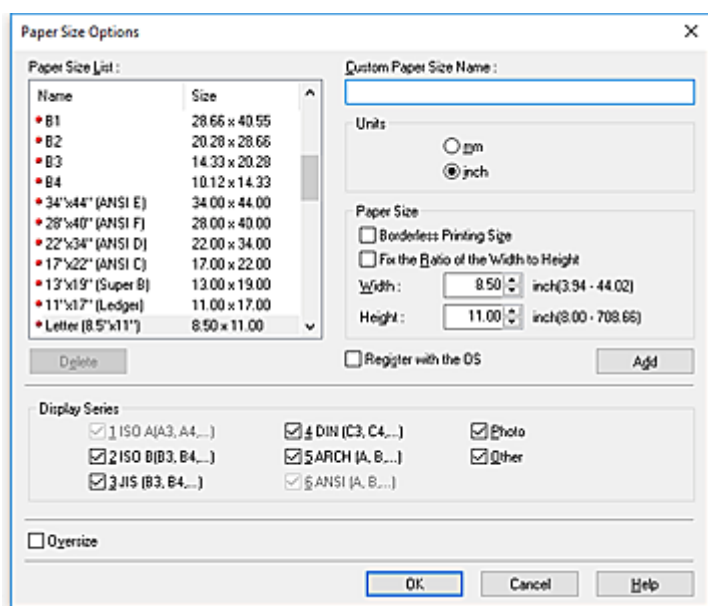 Paper Size Options
Paper Size List :
Name Size
B1 28.66 x 40.55
B2 20.28 x 28.66
B3 14.33 x 20.28
B4 10.12 x 14.33
34"x44" (ANSI E) 34.00 x 44.00
28"x40" (ANSI F) 28.00 x 40.00
22"x34" (ANSI D) 22.00 x 34.00
17"x22" (ANSI C) 17.00 x 22.00
13"x19" (Super B) 13.00 x 19.00
11"x17" (Ledger) 11.00 x 17.00
Letter (8.5"x11") 8.50 x 11.00
Delete
Custom Paper Size Name :
Units
mm
inch
Paper Size
Borderless Printing Size
Fix the Ratio of the Width to Height
Width : 8.50 inch(3.94 - 44.02)
Height : 11.00 inch(8.00 - 708.66)
Register with the OS
Add
Display Series
1 ISO A(A3, A4,...) 4 DIN (C3, C4,...) Photo
2 ISO B(B3, B4,...) 5 ARCH (A, B,...) Other
3 JIS (B3, B4,...) 6 ANSI (A, B,...)
Oversize
OK Cancel Help